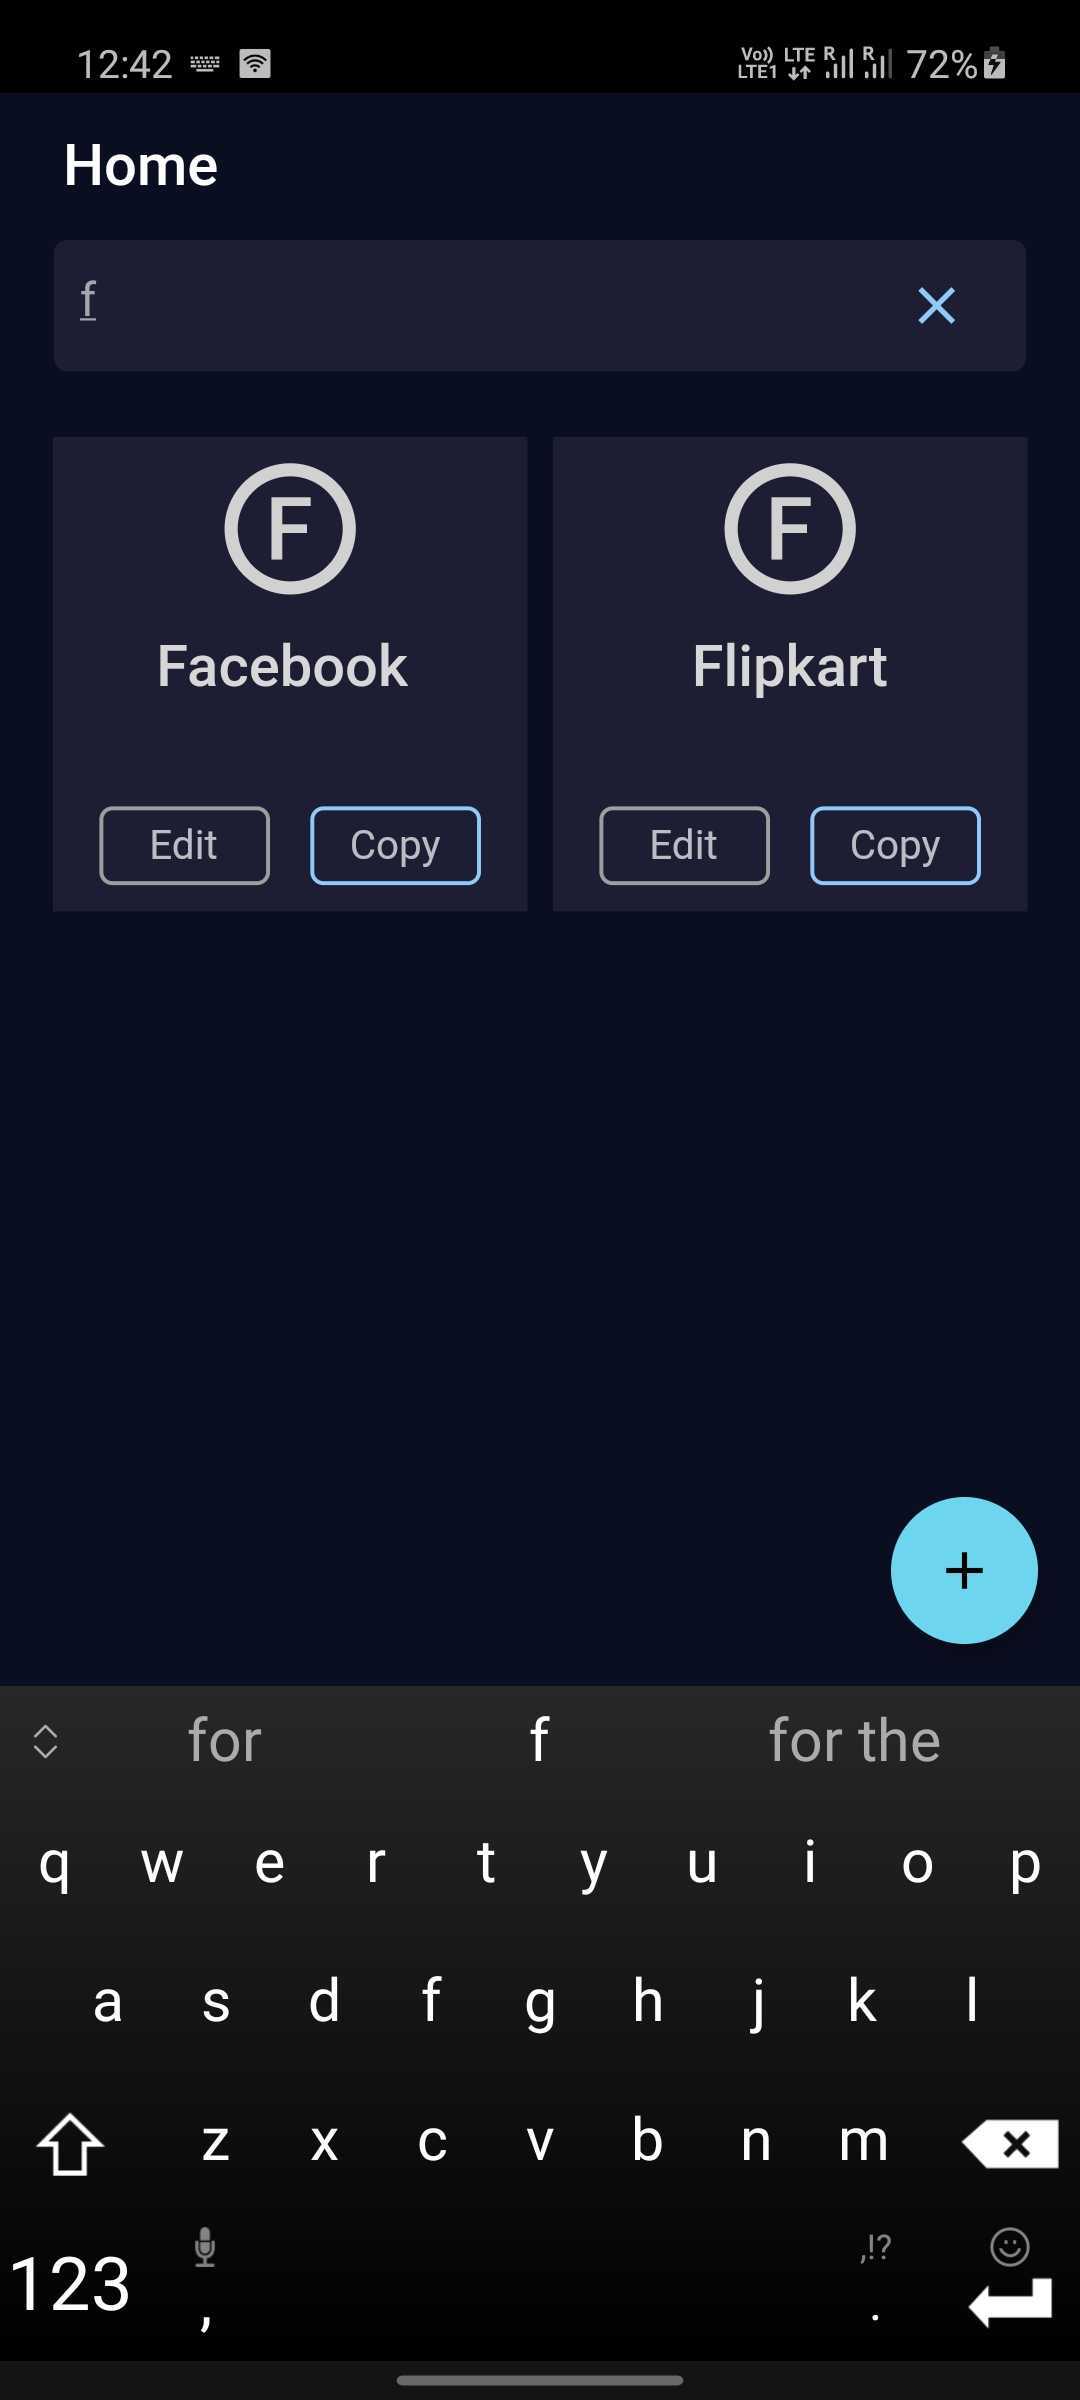 12:42 Vo)) LTE1 LTE R R 72%
Home
f
F F
Facebook Flipkart
Edit Copy Edit Copy
+
for f for the
q w e r t y u i o p
a s d f g h j k l
z x c v b n m
123 , ,!? .